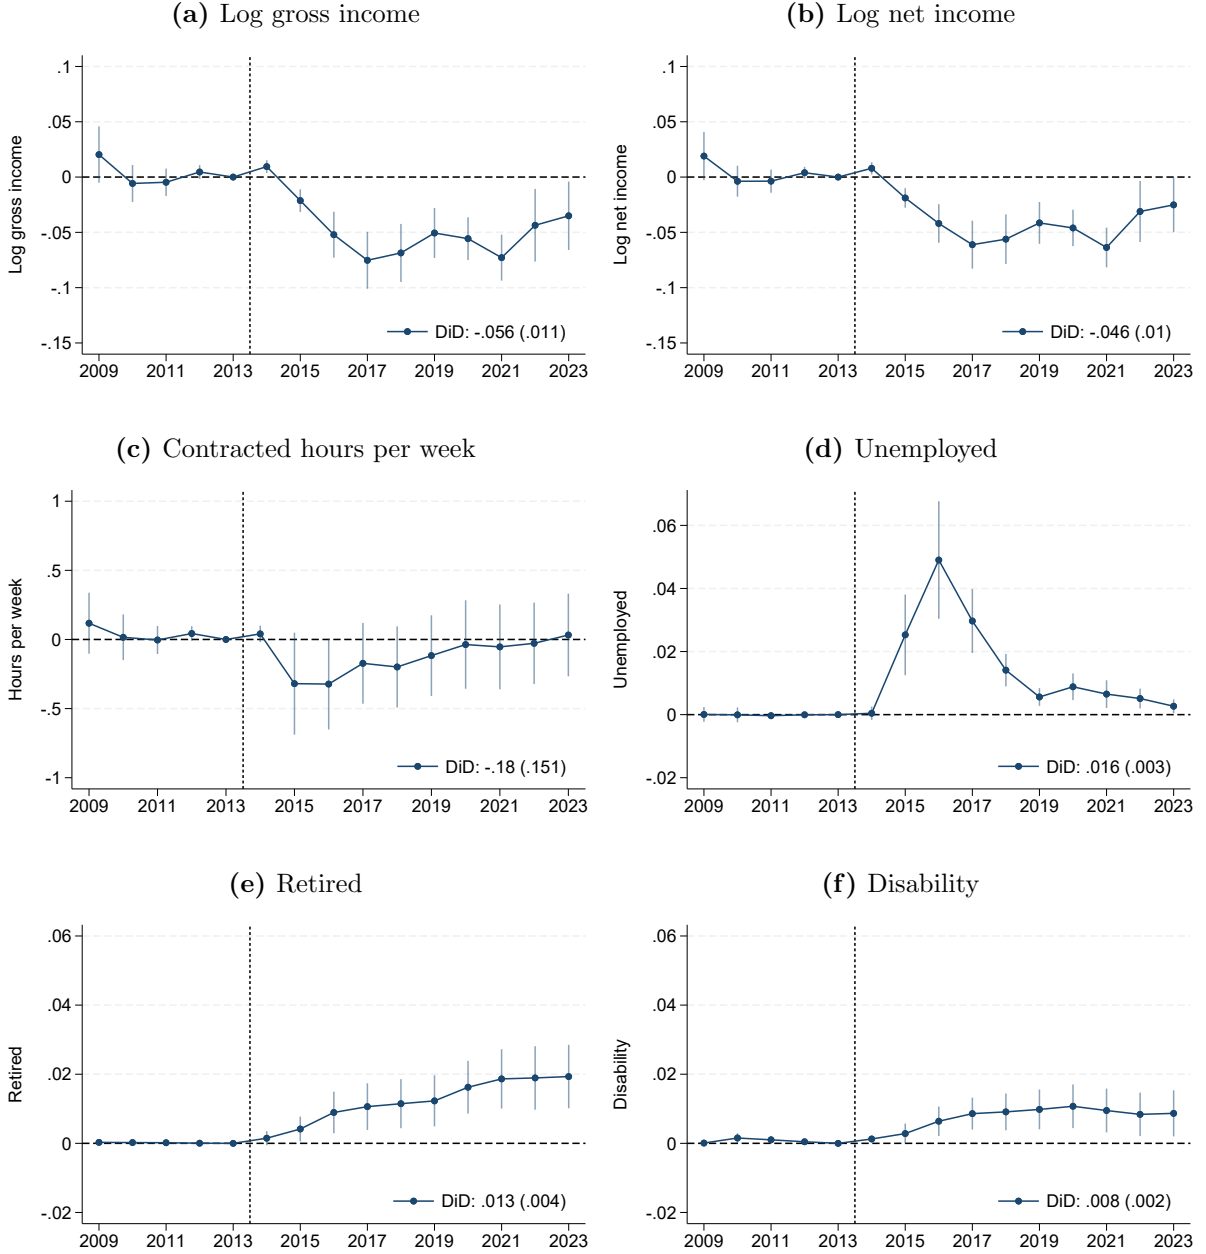 (a) Log gross income
Log gross income
.1
.05
0
-.05
-.1
-.15
2009 2011 2013 2015 2017 2019 2021 2023
DiD: -.056 (.011)
(b) Log net income
Log net income
.1
.05
0
-.05
-.1
-.15
2009 2011 2013 2015 2017 2019 2021 2023
DiD: -.046 (.01)
(c) Contracted hours per week
Hours per week
1
.5
0
-.5
-1
2009 2011 2013 2015 2017 2019 2021 2023
DiD: -.18 (.151)
(d) Unemployed
Unemployed
.06
.04
.02
0
-.02
2009 2011 2013 2015 2017 2019 2021 2023
DiD: .016 (.003)
(e) Retired
Retired
.06
.04
.02
0
-.02
2009 2011 2013 2015 2017 2019 2021 2023
DiD: .013 (.004)
(f) Disability
Disability
.06
.04
.02
0
-.02
2009 2011 2013 2015 2017 2019 2021 2023
DiD: .008 (.002)